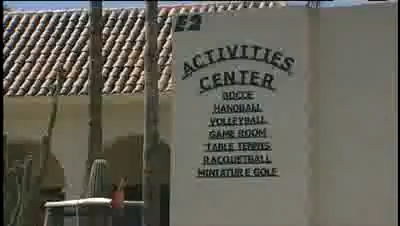 E2
ACTIVITIES
CENTER
BOCCE
HANDBALL
VOLLEYBALL
GAME ROOM
TABLE TENNIS
RACQUETBALL
MINIATURE GOLF